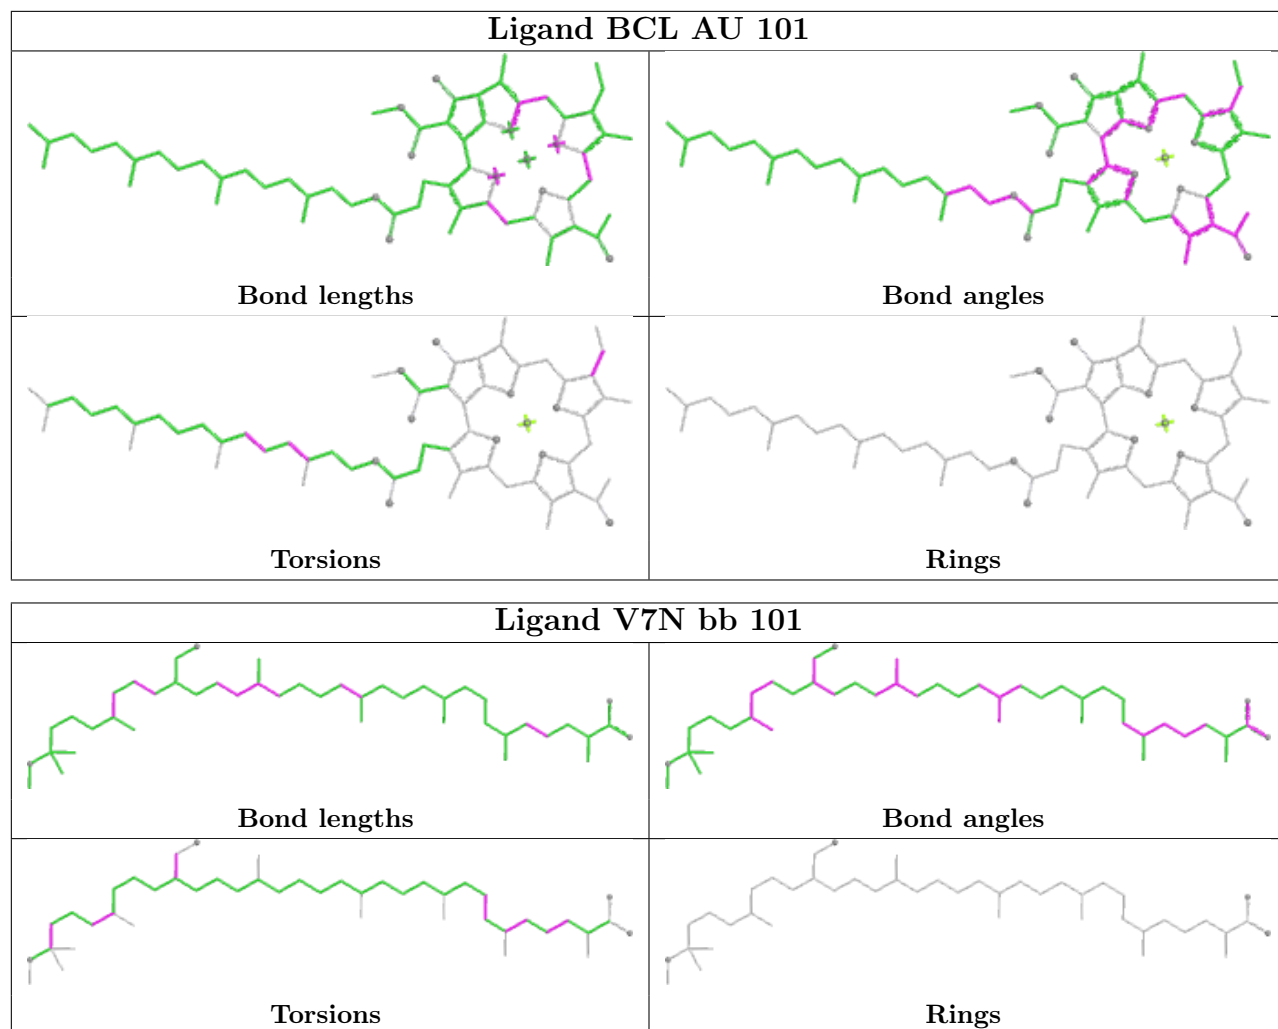 Ligand BCL AU 101
Bond lengths
Bond angles
Torsions
Rings
Ligand V7N bb 101
Bond lengths
Bond angles
Torsions
Rings